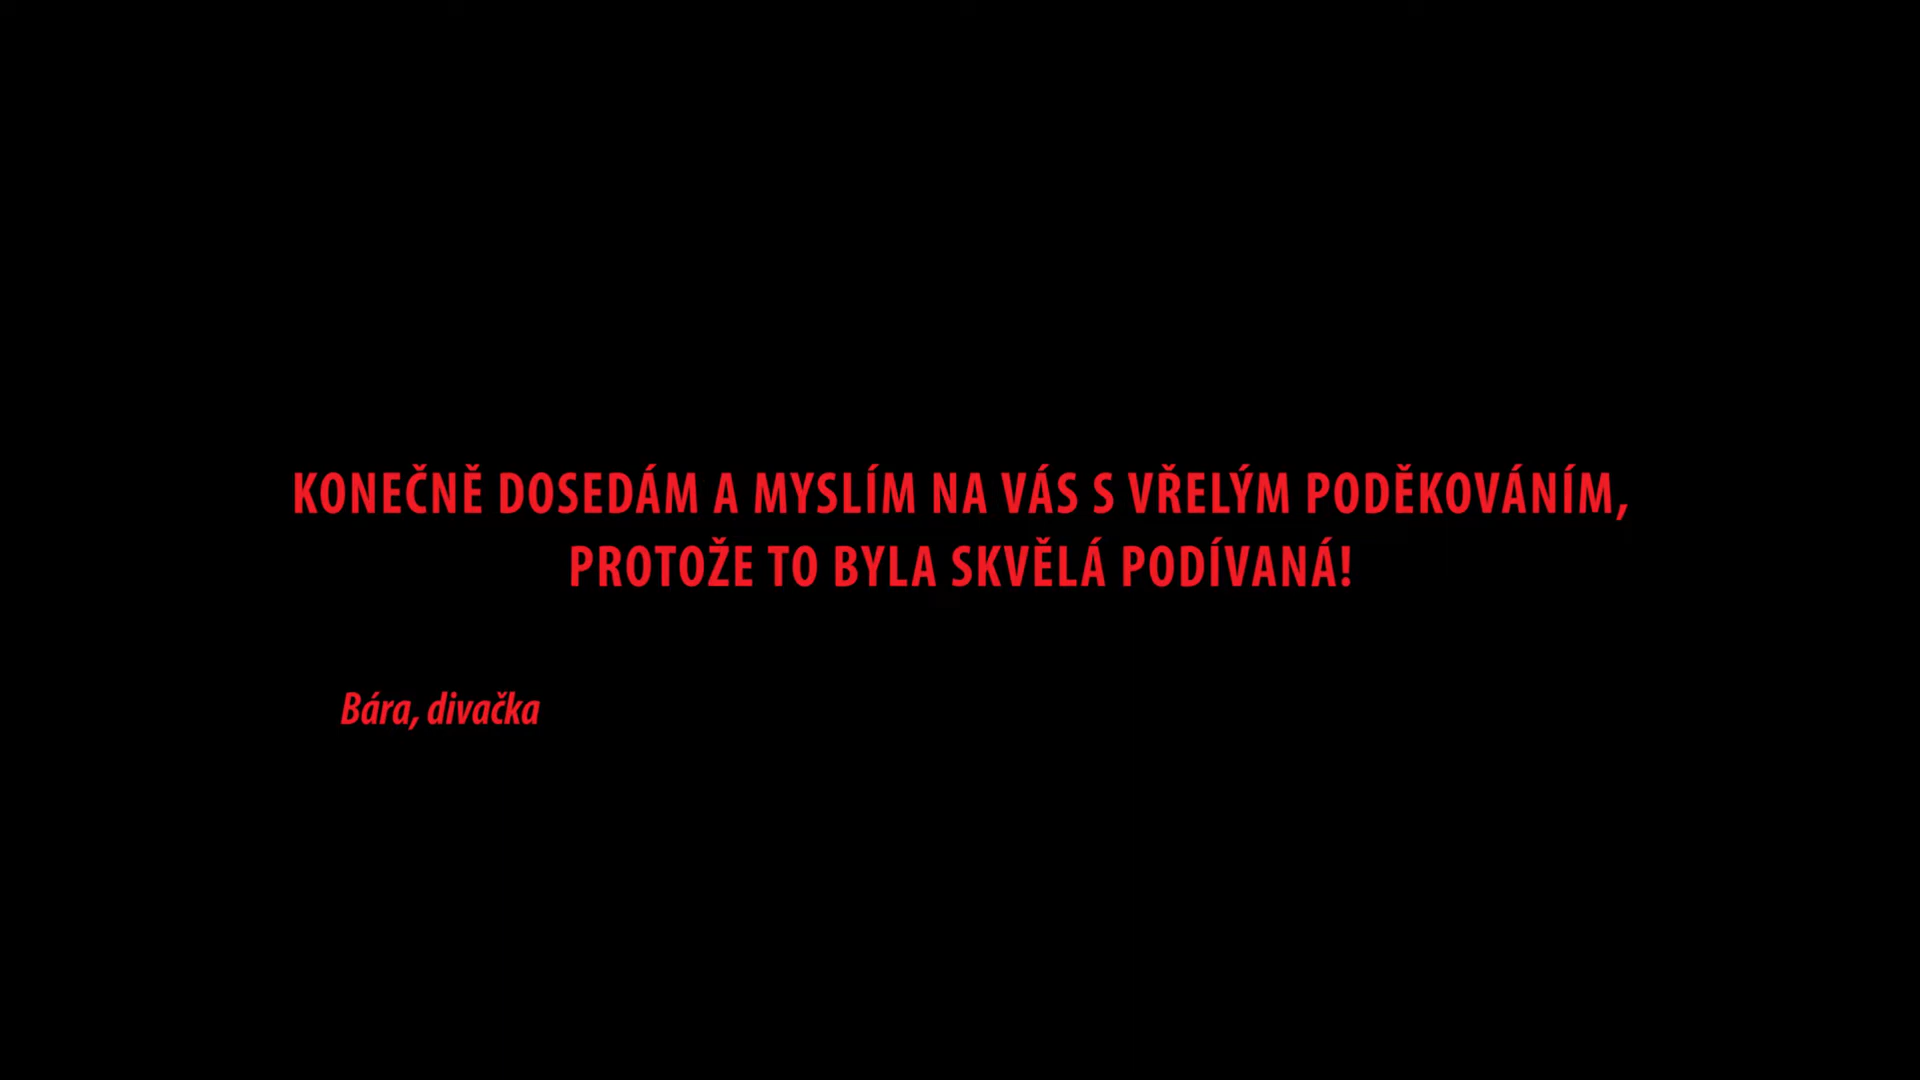 KONEČNĚ DOSEDÁM A MYSLÍM NA VÁS S VŘELÝM PODĚKOVÁNÍM,
PROTOŽE TO BYLA SKVĚLÁ PODÍVANÁ!
Bára, divačka